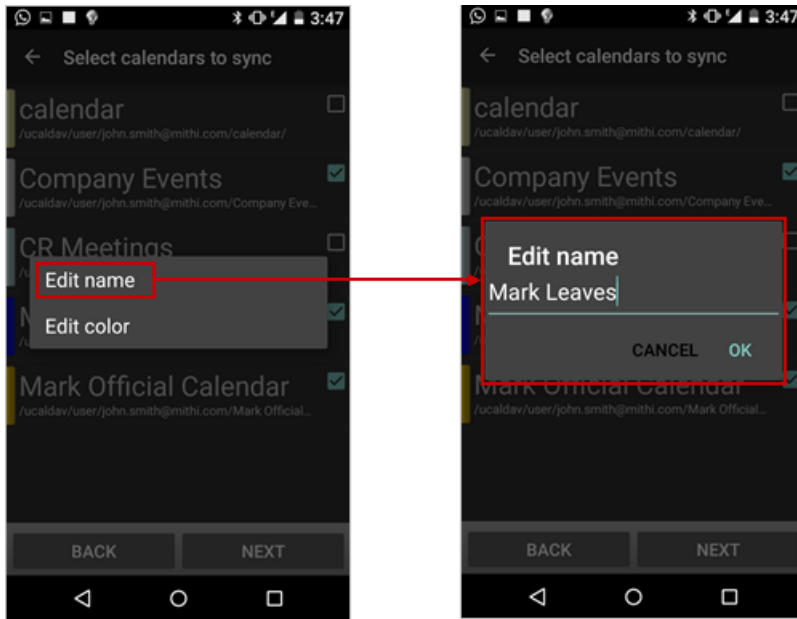 3:47
Select calendars to sync
calendar
/ucaldav/user/john.smith@mithi.com/calendar/
Company Events
/ucaldav/user/john.smith@mithi.com/Company Eve...
CR Meetings
Edit name
Edit color
Mark Official Calendar
/ucaldav/user/john.smith@mithi.com/Mark Official...
BACK NEXT
3:47
Select calendars to sync
calendar
/ucaldav/user/john.smith@mithi.com/calendar/
Company Events
/ucaldav/user/john.smith@mithi.com/Company Eve...
Edit name
Mark Leaves
CANCEL OK
Mark Official Calendar
/ucaldav/user/john.smith@mithi.com/Mark Official...
BACK NEXT